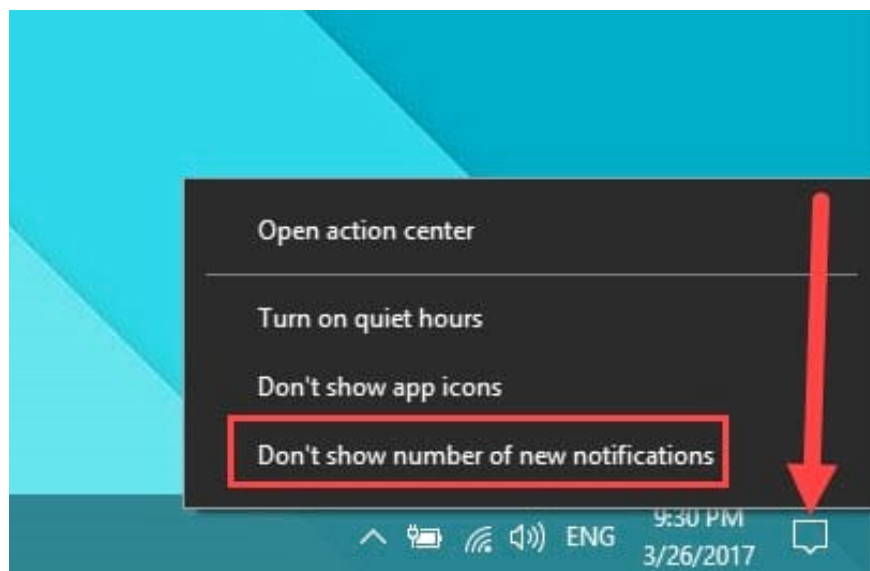 Open action center
Turn on quiet hours
Don't show app icons
Don't show number of new notifications
ENG
9:30 PM
3/26/2017